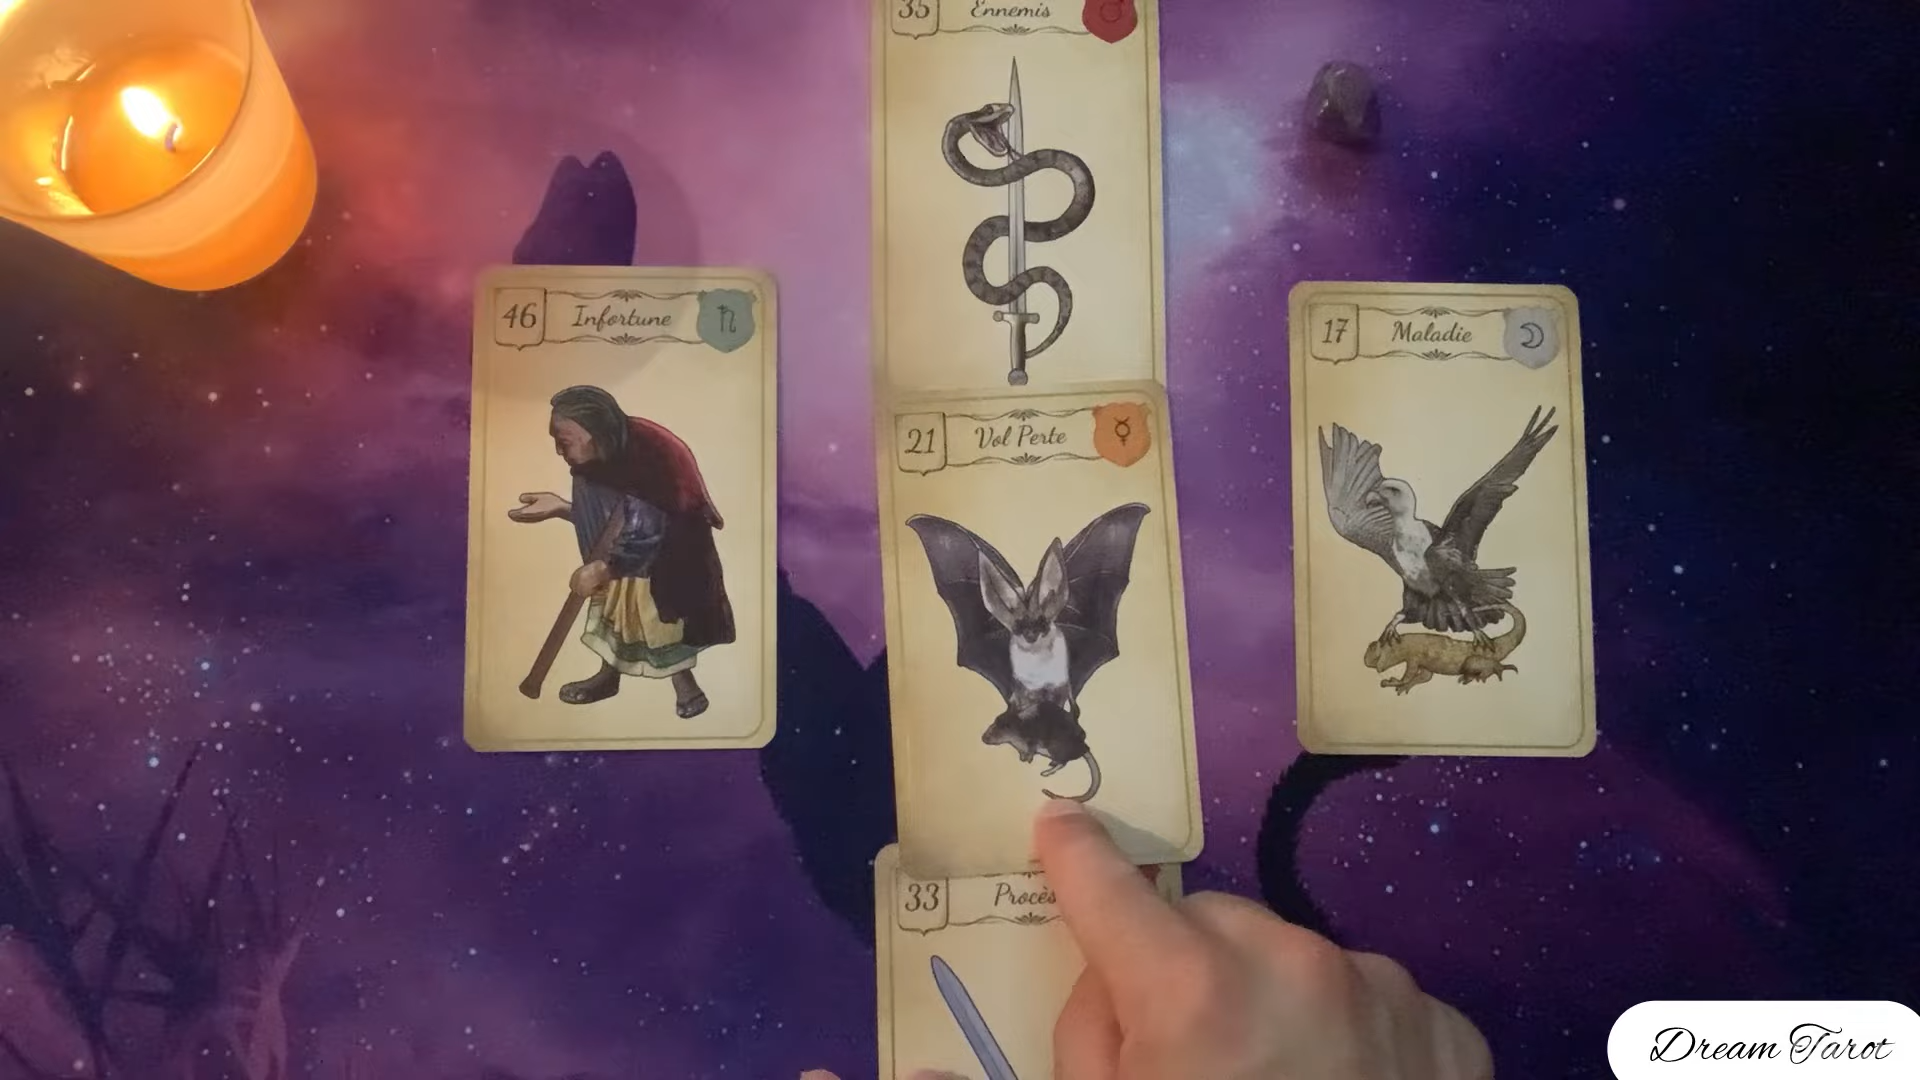 35 Ennemis
46 Infortune
17 Maladie
21 Vol Perte
33 Procès
Dream Tarot